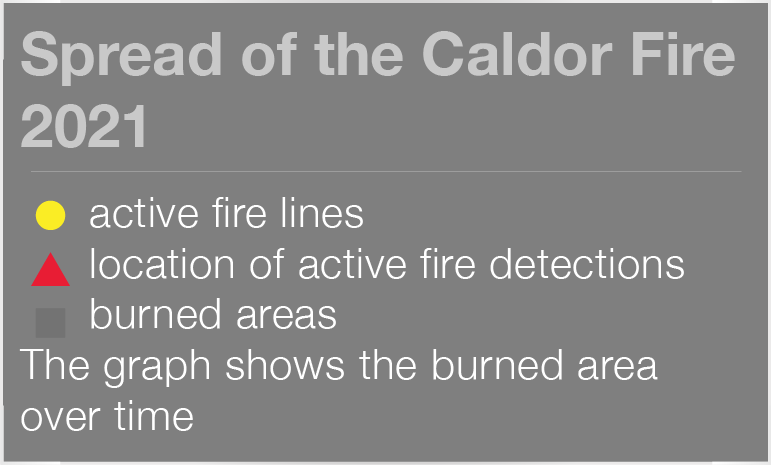 Spread of the Caldor Fire
2021
active fire lines
location of active fire detections
burned areas
The graph shows the burned area
over time